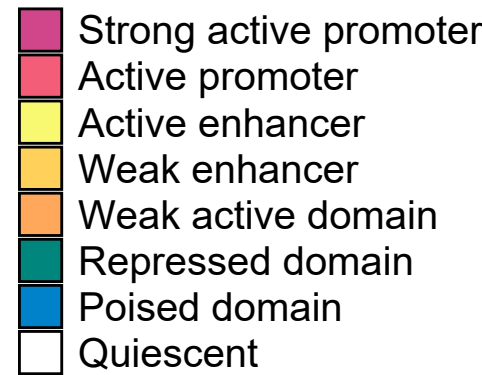 Strong active promoter
Active promoter
Active enhancer
Weak enhancer
Weak active domain
Repressed domain
Poised domain
Quiescent